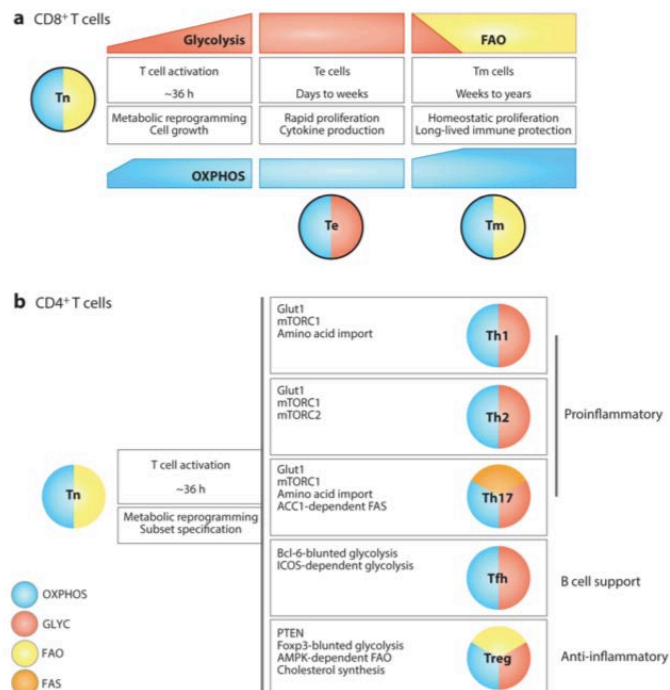 a CD8⁺ T cells
Glycolysis
FAO
Tn
T cell activation
~36 h
Te cells
Days to weeks
Tm cells
Weeks to years
Metabolic reprogramming
Cell growth
Rapid proliferation
Cytokine production
Homeostatic proliferation
Long-lived immune protection
OXPHOS
Te
Tm
b CD4⁺ T cells
Glut1
mTORC1
Amino acid import
Th1
Glut1
mTORC1
mTORC2
Th2
Proinflammatory
Tn
T cell activation
~36 h
Metabolic reprogramming
Subset specification
Glut1
mTORC1
Amino acid import
ACC1-dependent FAS
Th17
Bcl-6-blunted glycolysis
ICOS-dependent glycolysis
Tfh
B cell support
PTEN
Foxp3-blunted glycolysis
AMPK-dependent FAO
Cholesterol synthesis
Treg
Anti-inflammatory
OXPHOS
GLYC
FAO
FAS